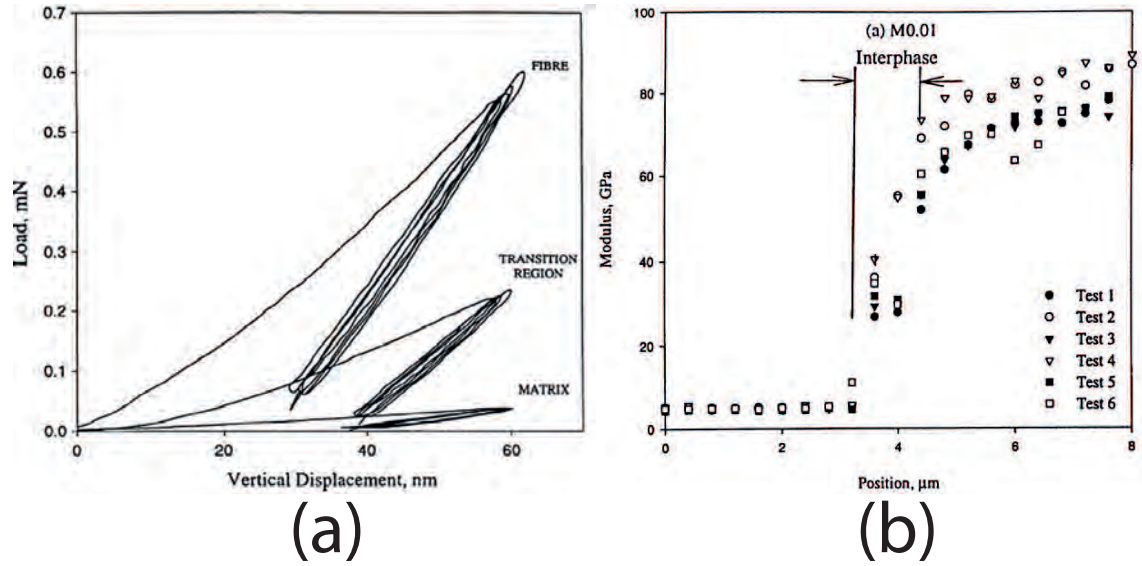 0.7
0.6
0.5
0.4
0.3
0.2
0.1
0.0
Load, mN
FIBRE
TRANSITION
REGION
MATRIX
0
20
40
60
Vertical Displacement, nm
(a)
100
80
60
40
20
0
Modulus, GPa
(a) M0.01
Interphase
Test 1
Test 2
Test 3
Test 4
Test 5
Test 6
0
2
4
6
8
Position, μm
(b)